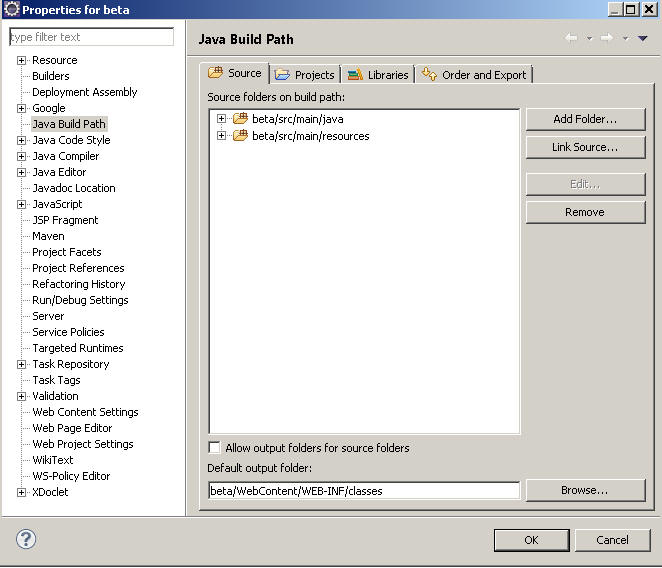 Properties for beta
type filter text
Resource
Builders
Deployment Assembly
Google
Java Build Path
Java Code Style
Java Compiler
Java Editor
Javadoc Location
JavaScript
JSP Fragment
Maven
Project Facets
Project References
Refactoring History
Run/Debug Settings
Server
Service Policies
Targeted Runtimes
Task Repository
Task Tags
Validation
Web Content Settings
Web Page Editor
Web Project Settings
WikiText
WS-Policy Editor
XDoclet
Java Build Path
Source
Projects
Libraries
Order and Export
Source folders on build path:
beta/src/main/java
beta/src/main/resources
Add Folder...
Link Source...
Edit...
Remove
Allow output folders for source folders
Default output folder:
beta/WebContent/WEB-INF/classes
Browse...
?
OK
Cancel